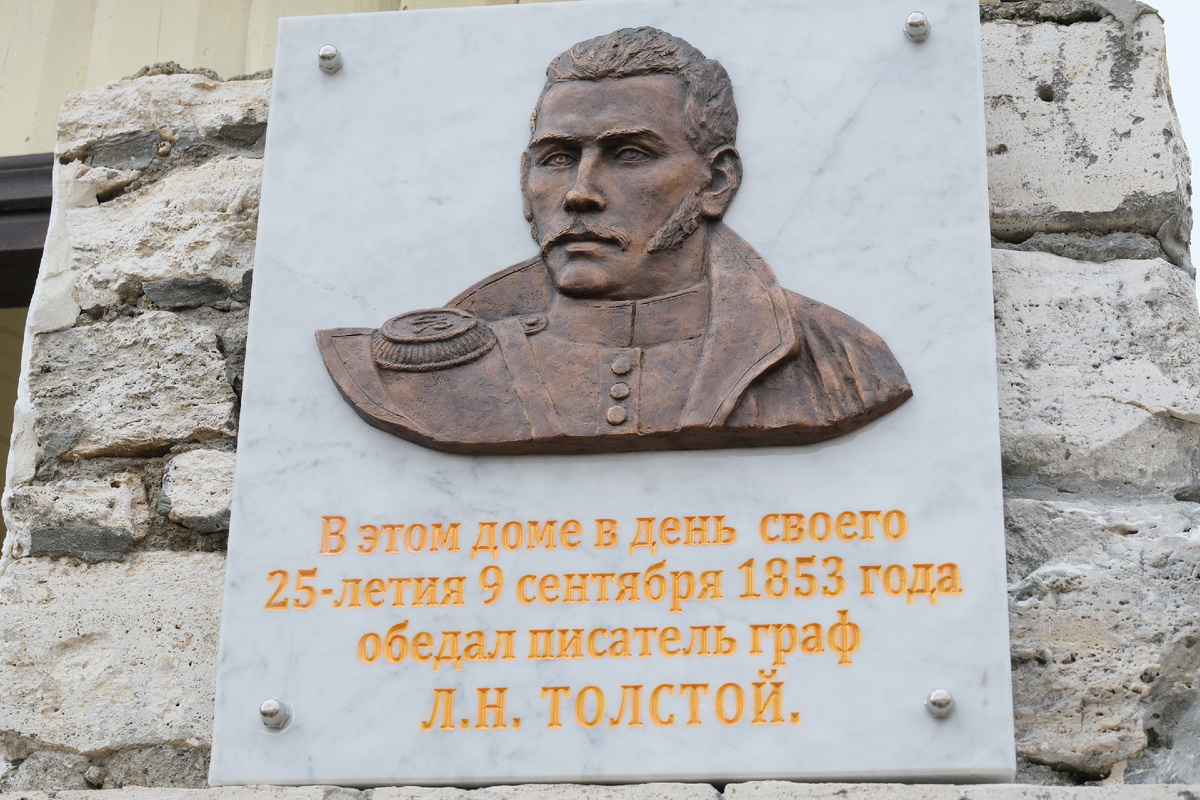 В этом доме в день своего
25-летия 9 сентября 1853 года
обедал писатель граф
Л.Н. ТОЛСТОЙ.